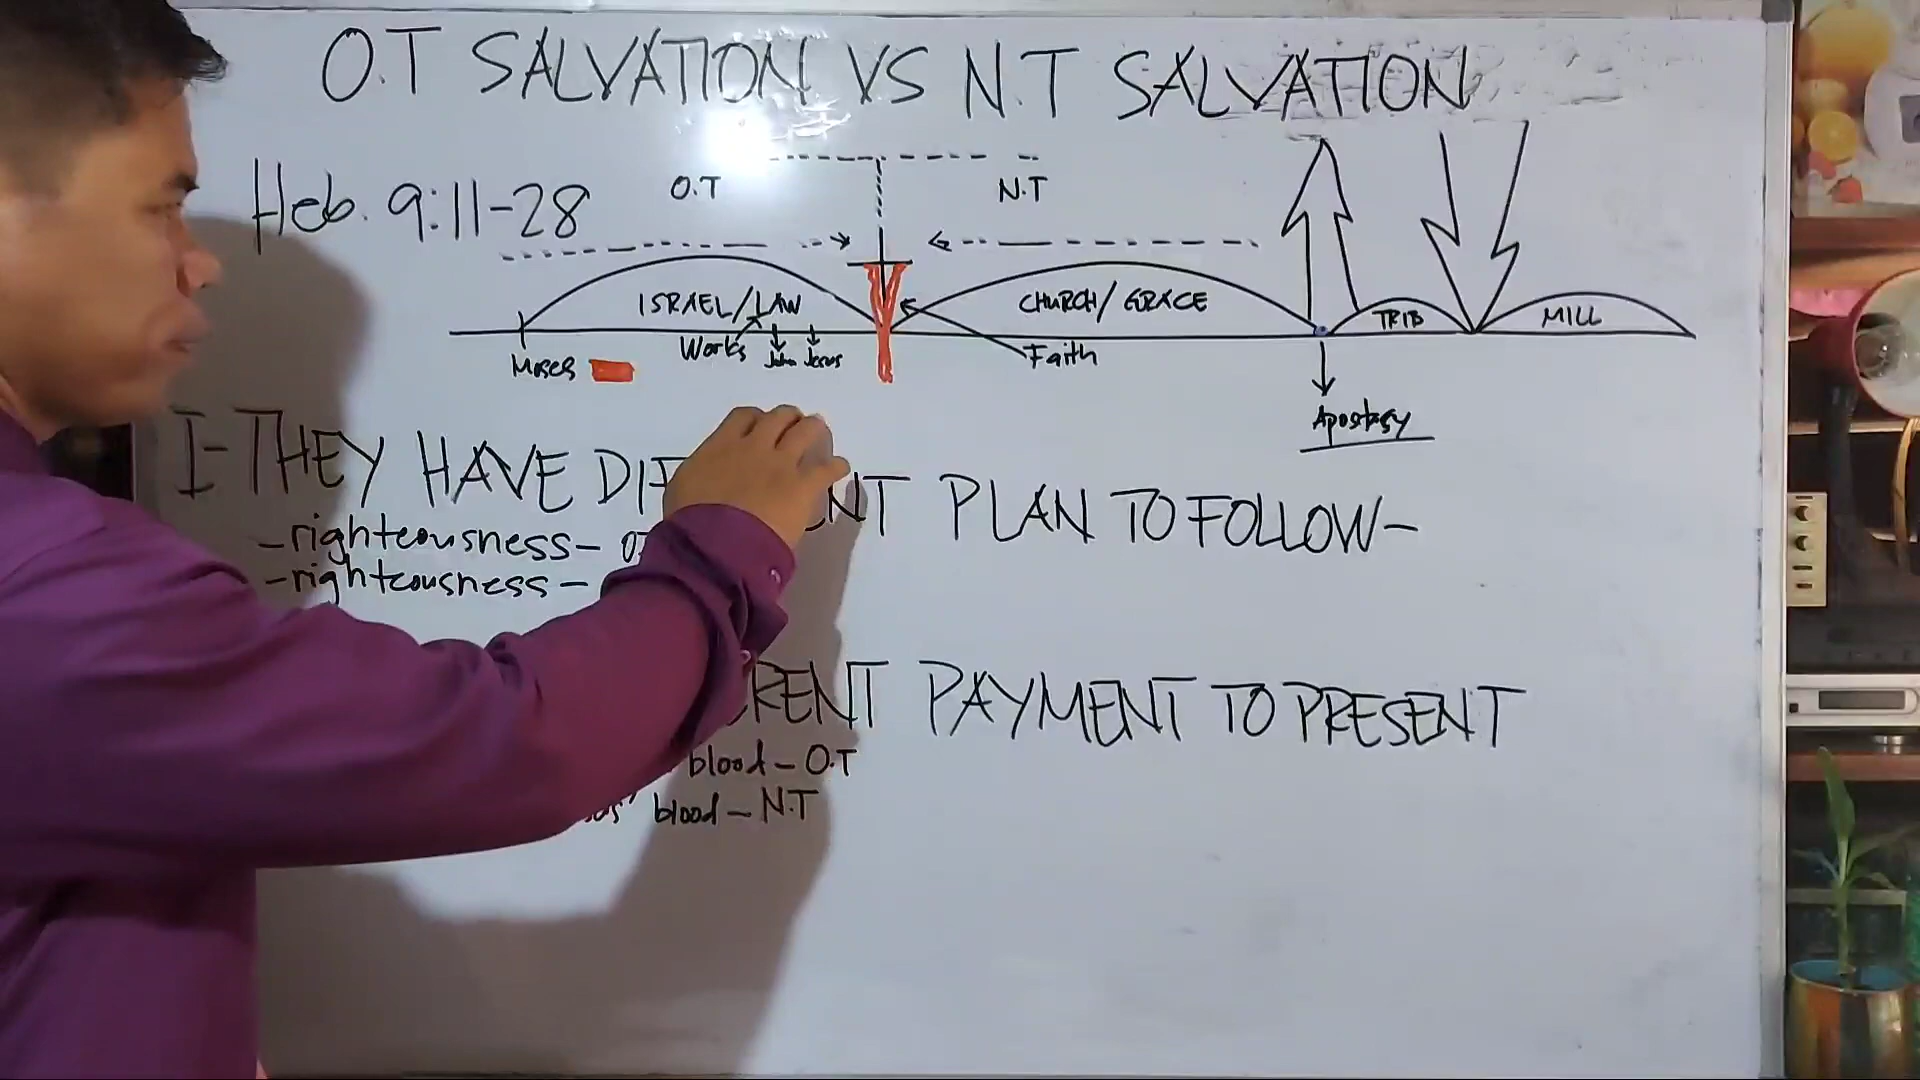 O.T SALVATION VS N.T SALVATION
Heb. 9:11-28
O.T
N.T
ISRAEL/LAW
CHURCH/GRACE
TRIB
MILL
Moses
Works
John
Jesus
Faith
Apostasy
I-THEY HAVE DIF NT PLAN TO FOLLOW-
-righteousness-
-righteousness-
RENT PAYMENT TO PRESENT
blood-O.T
blood-N.T